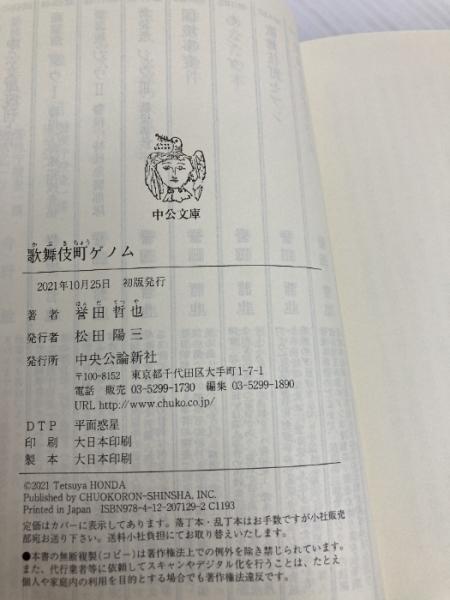 中公文庫
かぶきちょう
歌舞伎町ゲノム
2021年10月25日 初版発行
ほんだ てつや
著者 誉田哲也
発行者 松田陽三
発行所 中央公論新社
〒100-8152 東京都千代田区大手町1-7-1
電話 販売 03-5299-1730 編集 03-5299-1890
URL http://www.chuko.co.jp/
DTP 平面惑星
印刷 大日本印刷
製本 大日本印刷
©2021 Tetsuya HONDA
Published by CHUOKORON-SHINSHA, INC.
Printed in Japan ISBN978-4-12-207129-2 C1193
定価はカバーに表示してあります。落丁本・乱丁本はお手数ですが小社販売
部宛お送り下さい。送料小社負担にてお取り替えいたします。
●本書の無断複製(コピー)は著作権法上での例外を除き禁じられています。
また、代行業者等に依頼してスキャンやデジタル化を行うことは、たとえ
個人や家庭内の利用を目的とする場合でも著作権法違反です。